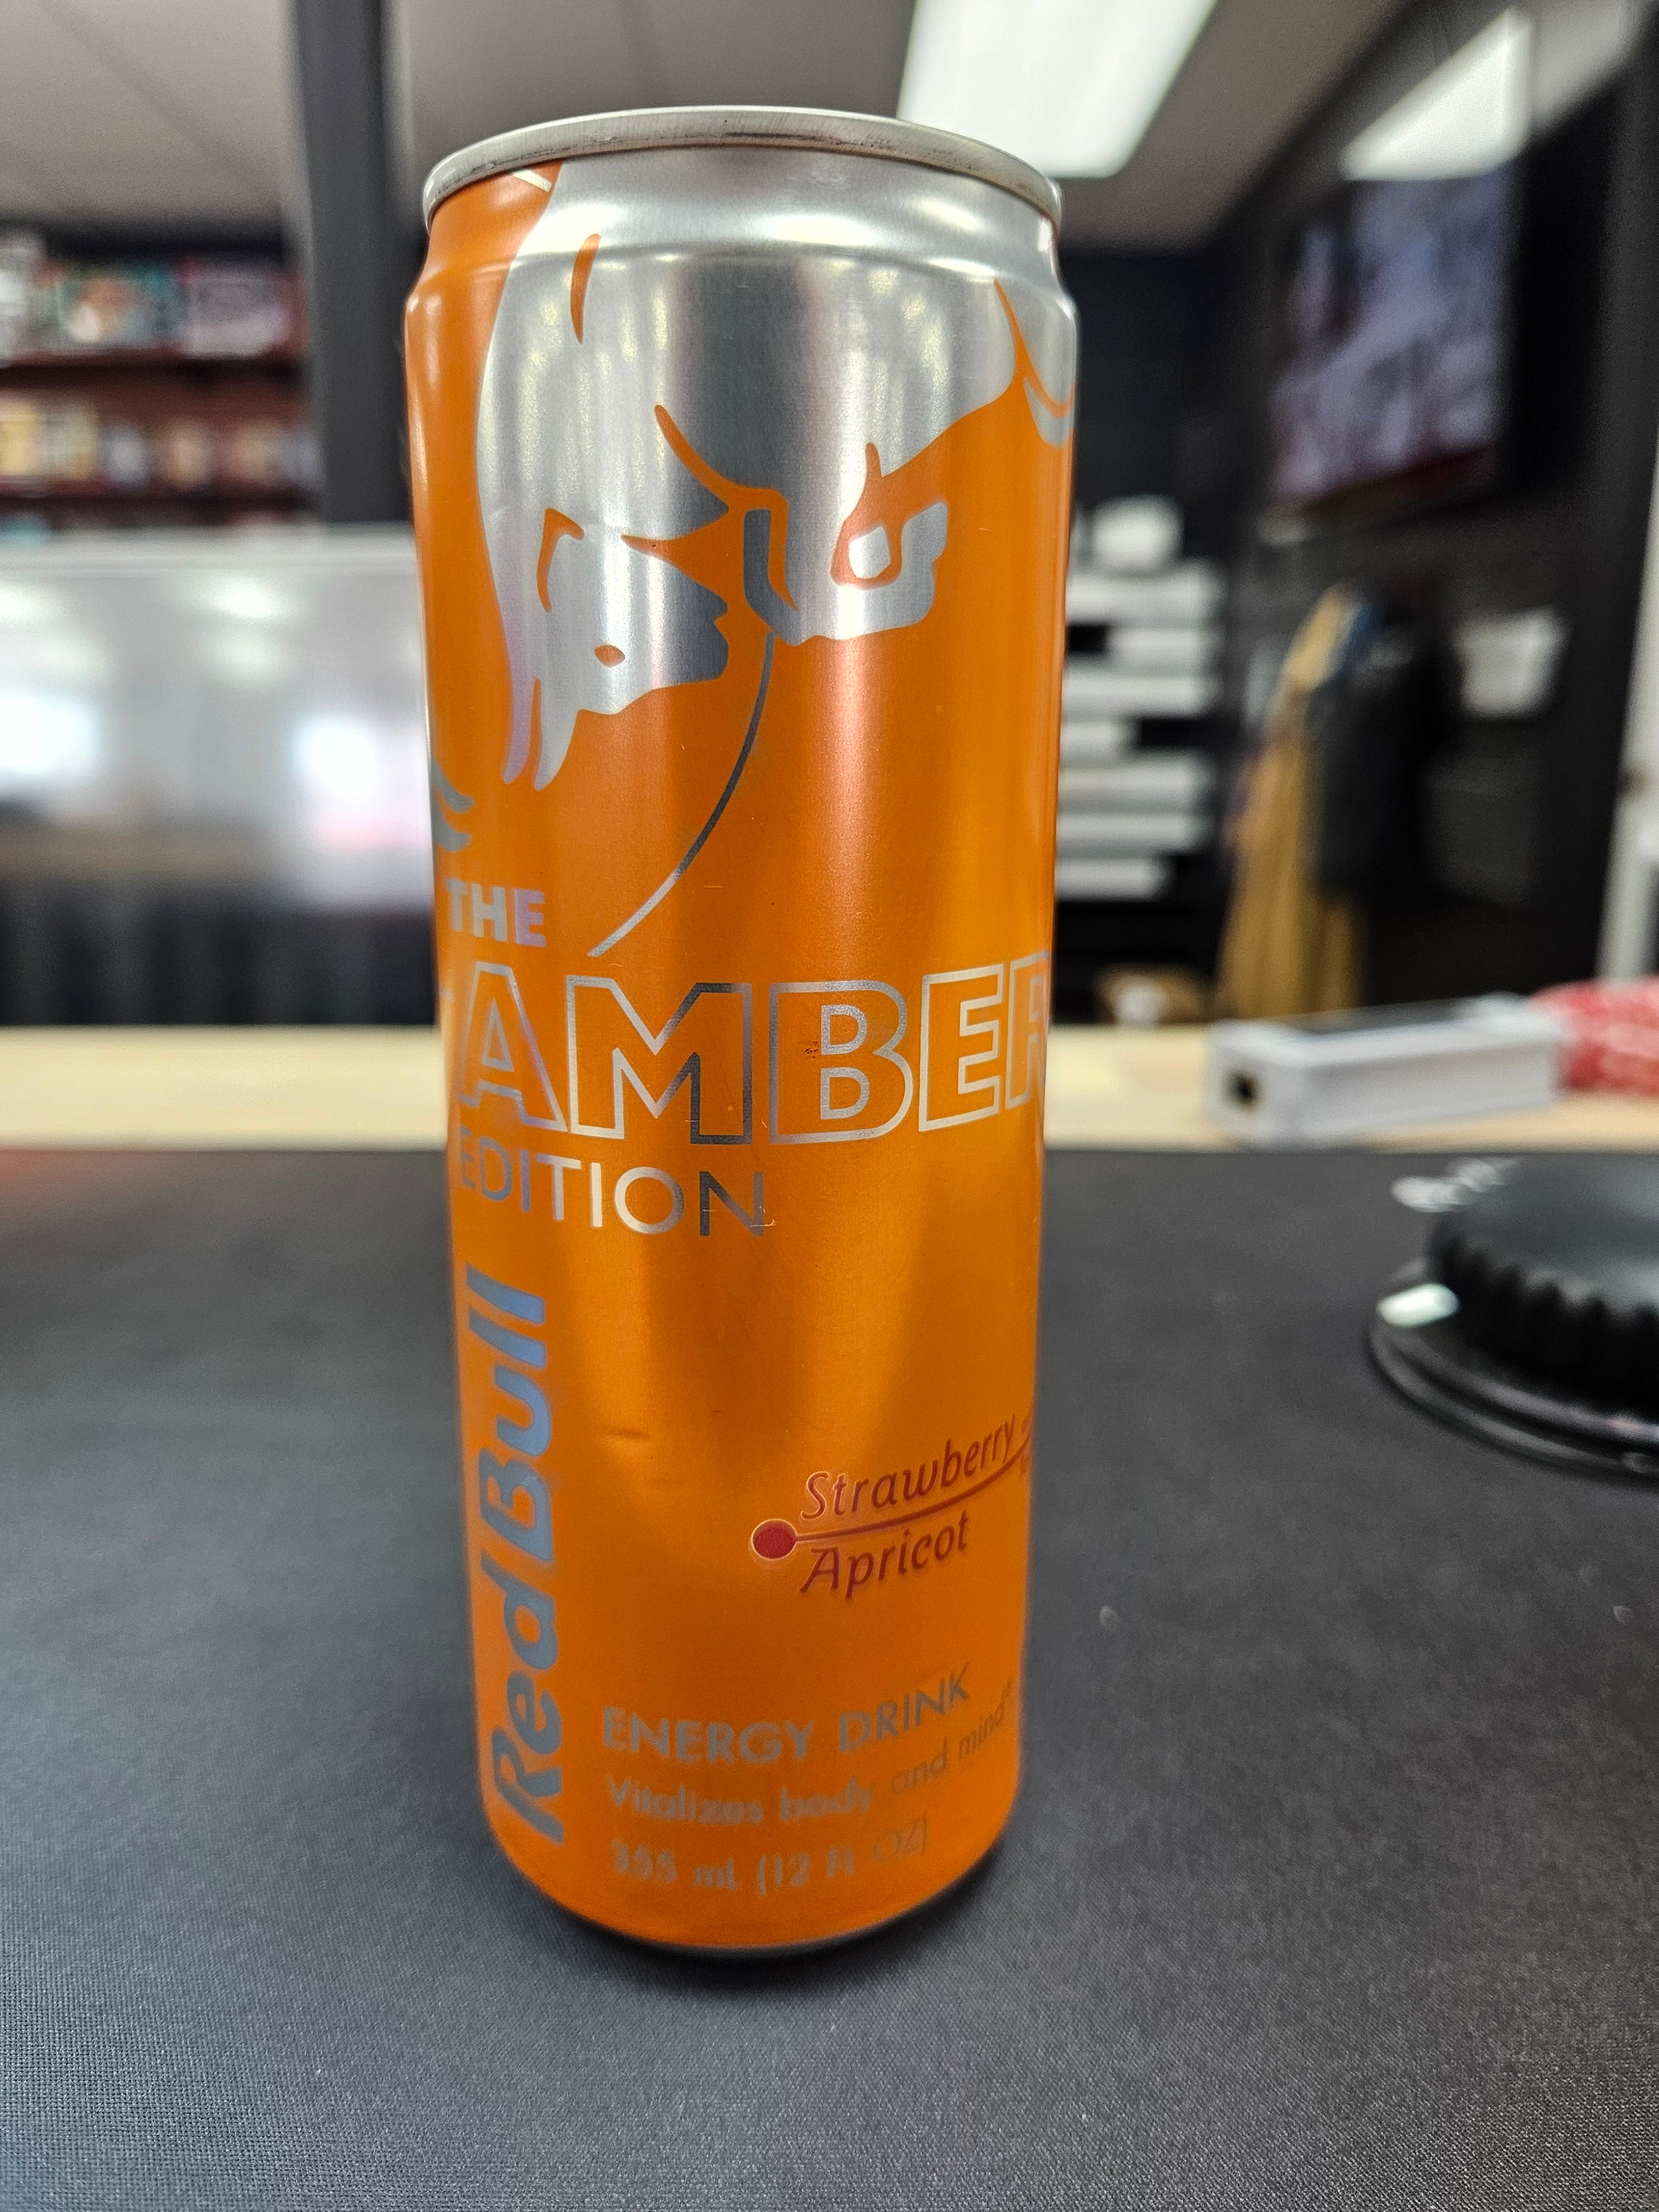 THE
AMBER
EDITION
Red Bull
Strawberry
Apricot
ENERGY DRINK
Vitalizes body and mind®
355 mL (12 fl OZ)